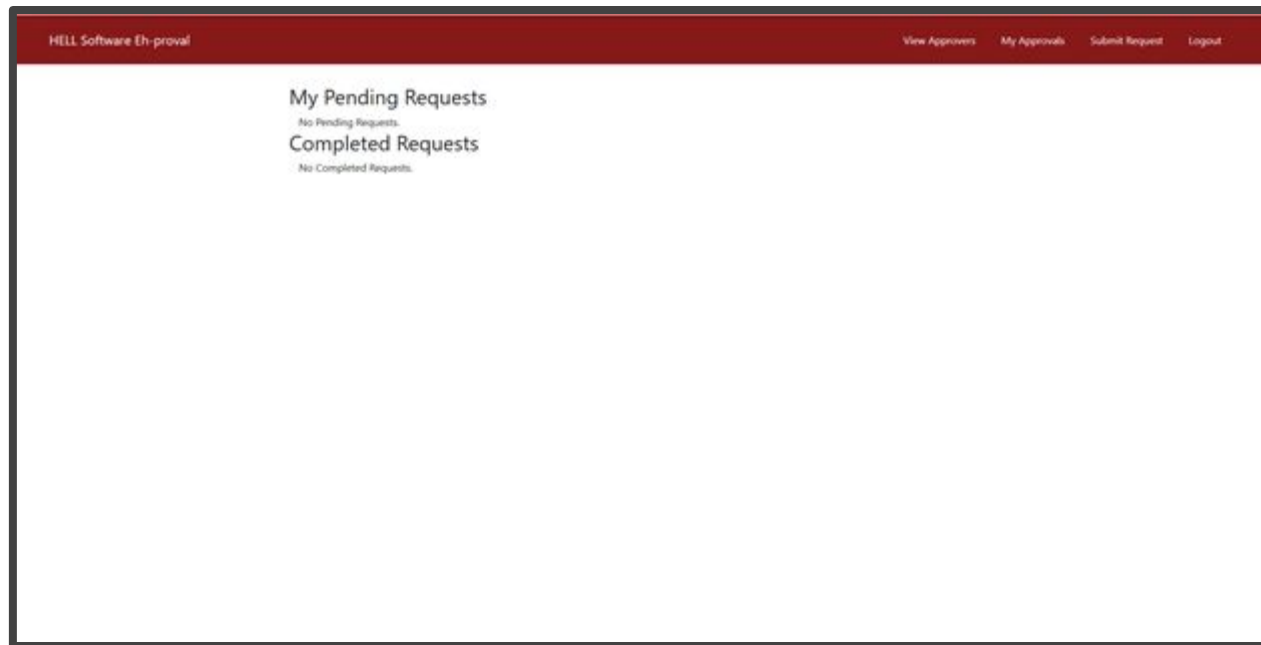 HELL Software Eh-proval
View Approvers My Approvals Submit Request Logout
My Pending Requests
No Pending Requests.
Completed Requests
No Completed Requests.